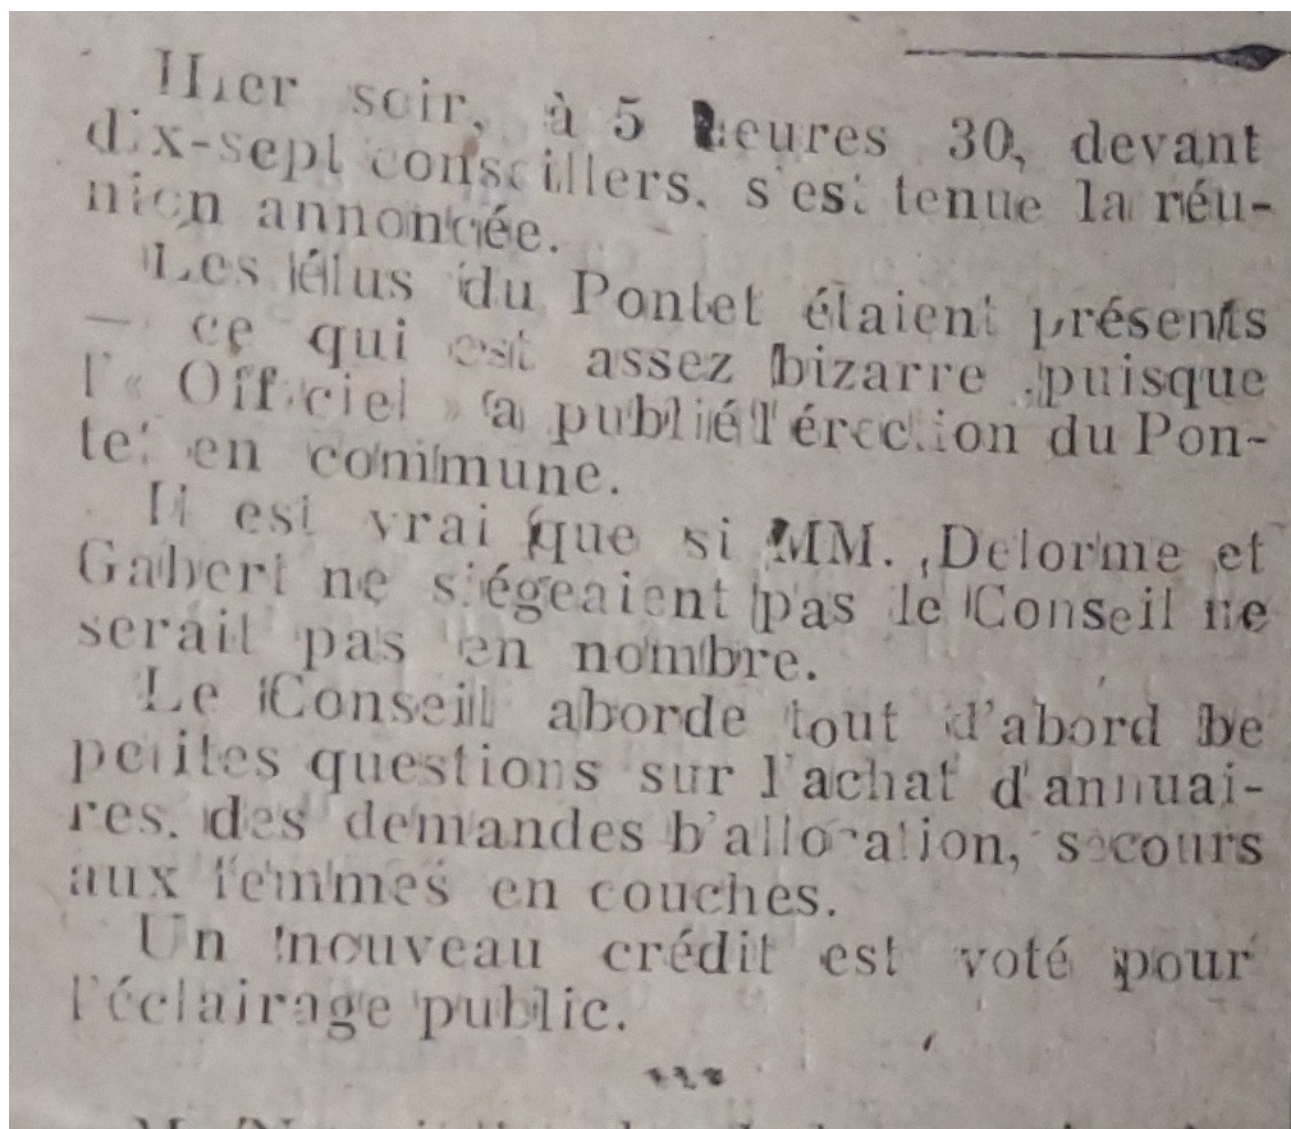 Hier soir, à 5 heures 30, devant
dix-sept conseillers, s'est tenue la réu-
nion annoncée.
Les élus du Pontet étaient présents
— ce qui est assez bizarre puisque
l'« Officiel » a publié l'érection du Pon-
tet en commune.
Il est vrai que si MM. Delorme et
Gabert ne siégeaient pas le Conseil ne
serait pas en nombre.
Le Conseil aborde tout d'abord be
petites questions sur l'achat d'annuai-
res, des demandes b'allocation, secours
aux femmes en couches.
Un nouveau crédit est voté pour
l'éclairage public.